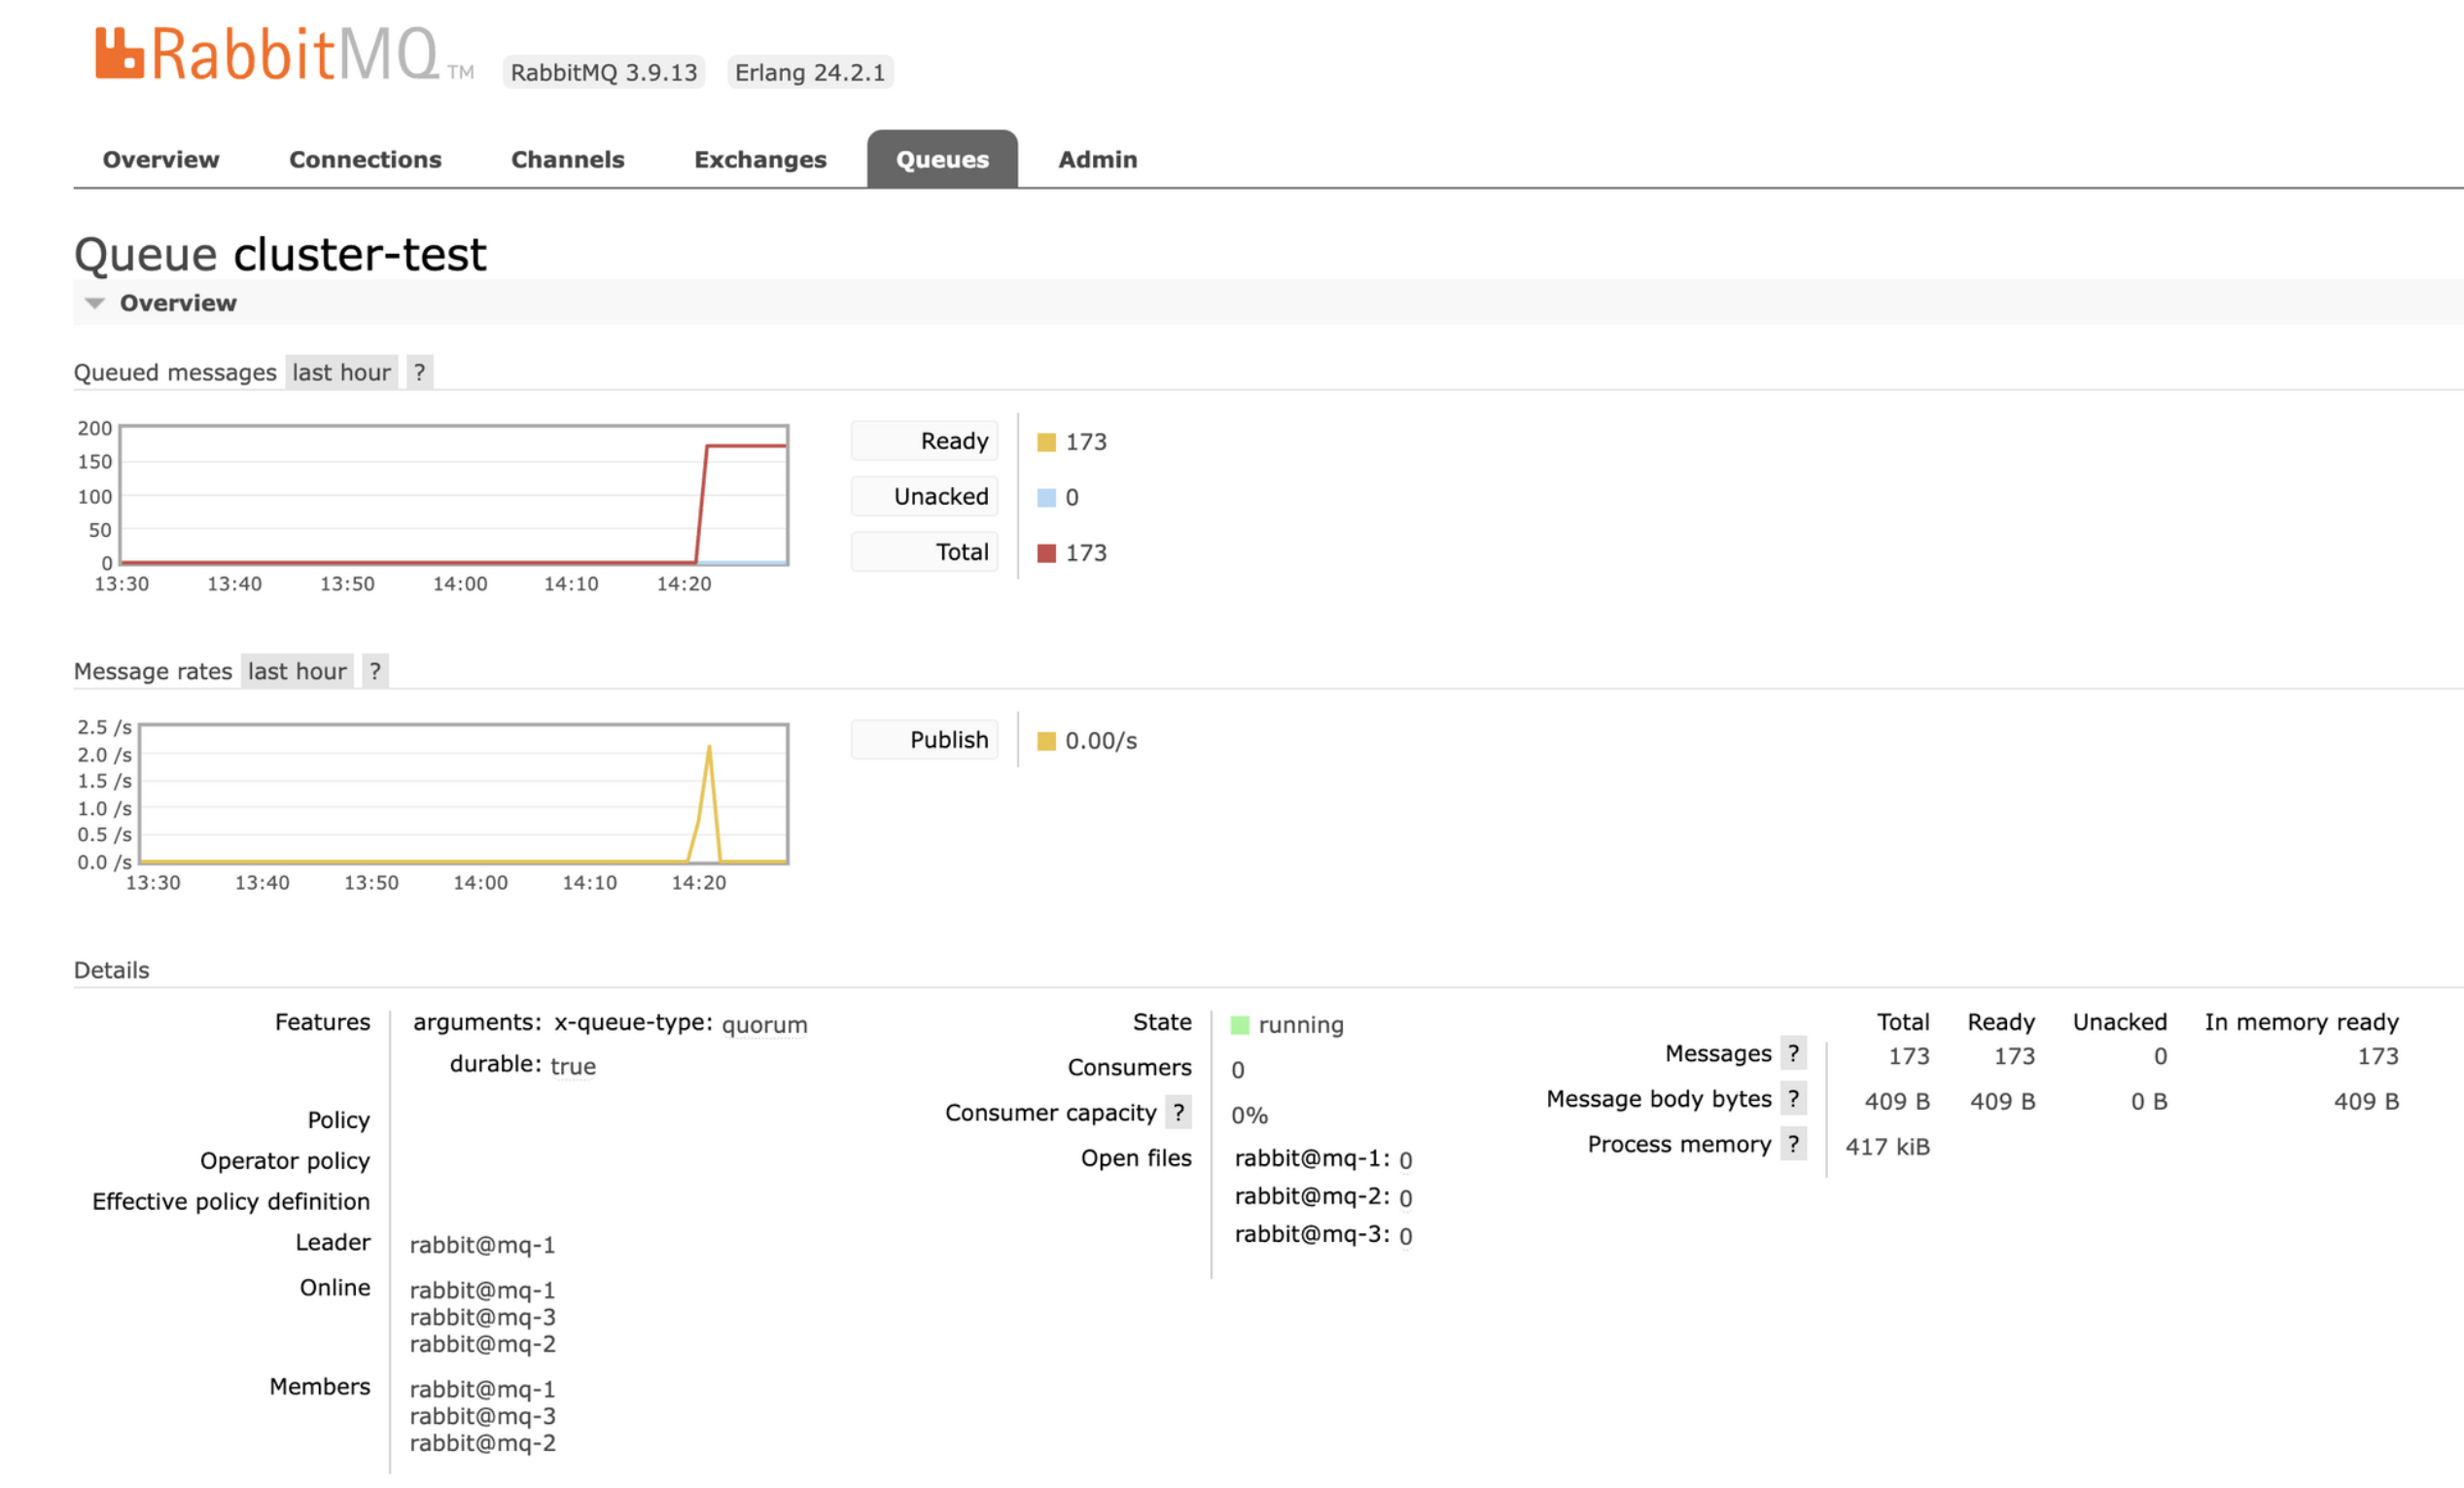 RabbitMQ TM RabbitMQ 3.9.13 Erlang 24.2.1
Overview Connections Channels Exchanges Queues Admin
Queue cluster-test
Overview
Queued messages last hour ?
200
150
100
50
0
13:30 13:40 13:50 14:00 14:10 14:20
Ready 173
Unacked 0
Total 173
Message rates last hour ?
2.5 /s
2.0 /s
1.5 /s
1.0 /s
0.5 /s
0.0 /s
13:30 13:40 13:50 14:00 14:10 14:20
Publish 0.00/s
Details
Features arguments: x-queue-type: quorum
durable: true
Policy
Operator policy
Effective policy definition
Leader rabbit@mq-1
Online rabbit@mq-1
rabbit@mq-3
rabbit@mq-2
Members rabbit@mq-1
rabbit@mq-3
rabbit@mq-2
State running
Consumers 0
Consumer capacity ? 0%
Open files rabbit@mq-1: 0
rabbit@mq-2: 0
rabbit@mq-3: 0
Total Ready Unacked In memory ready
Messages ? 173 173 0 173
Message body bytes ? 409 B 409 B 0 B 409 B
Process memory ? 417 kiB